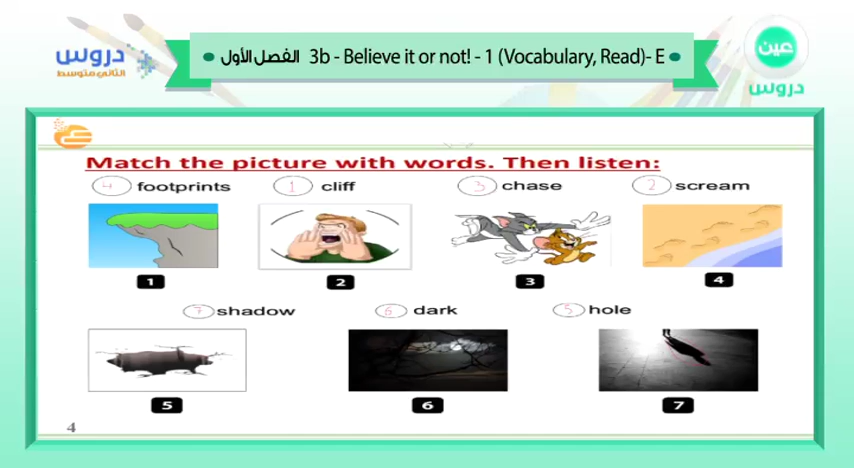 دروس
الثاني متوسط
الفصل الأول 3b - Believe it or not! - 1 (Vocabulary, Read)- E
عين
دروس
Match the picture with words. Then listen:
4 footprints 1 cliff 3 chase 2 scream
1 2 3 4
7 shadow 6 dark 5 hole
5 6 7
4